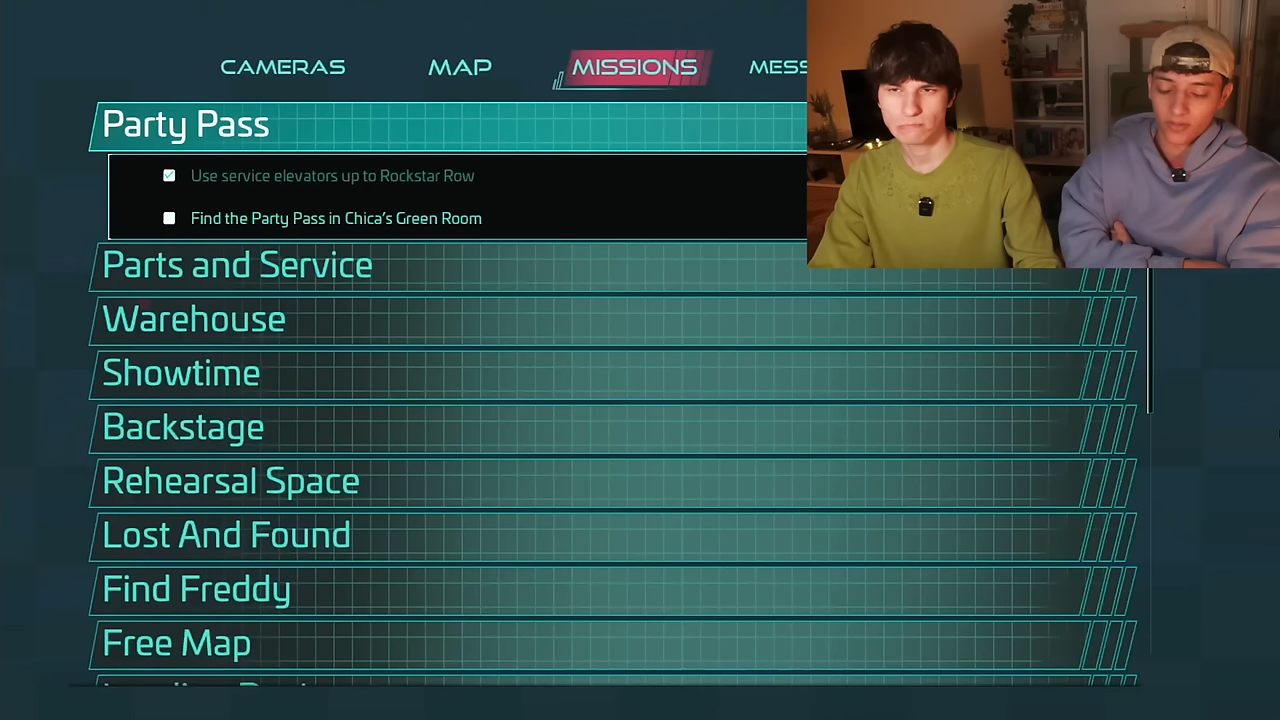 CAMERAS
MAP
MISSIONS
MESS
Party Pass
Use service elevators up to Rockstar Row
Find the Party Pass in Chica's Green Room
Parts and Service
Warehouse
Showtime
Backstage
Rehearsal Space
Lost And Found
Find Freddy
Free Map